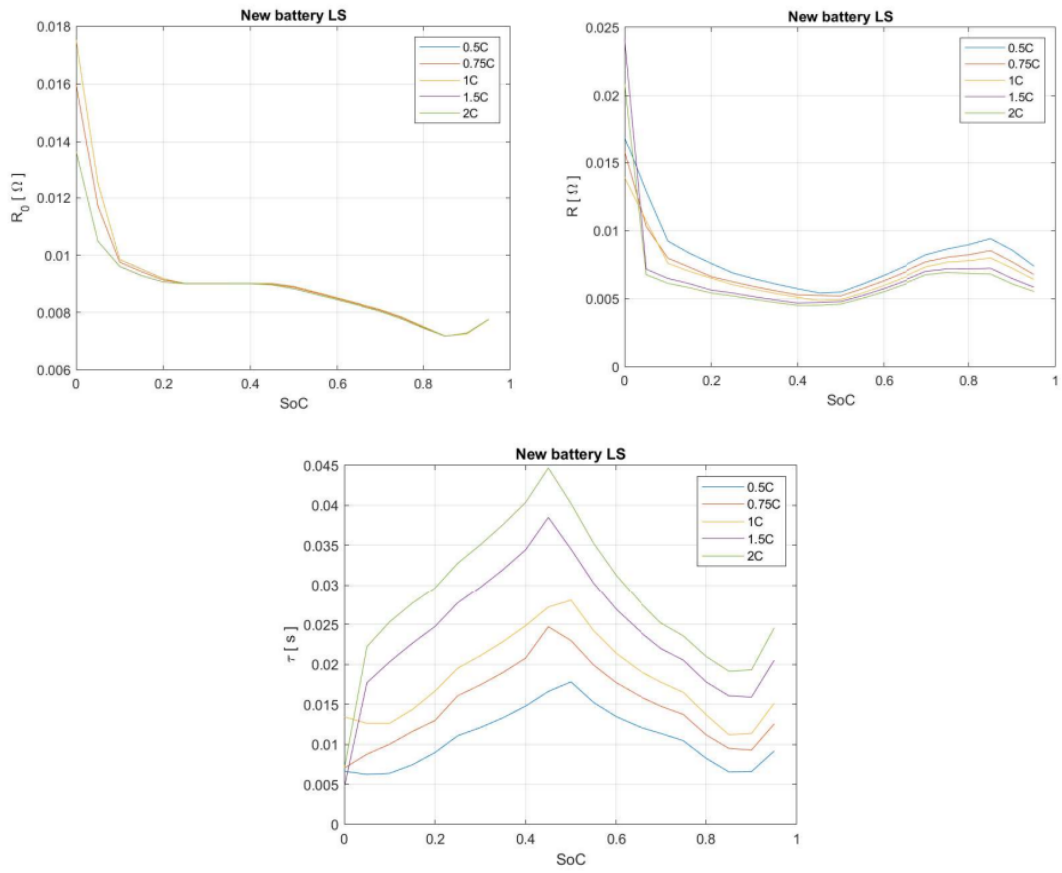 New battery LS
0.018
0.016
0.014
0.012
0.01
0.008
0.006
R0 [ Ω ]
0
0.2
0.4
0.6
0.8
1
SoC
0.5C
0.75C
1C
1.5C
2C
New battery LS
0.025
0.02
0.015
0.01
0.005
0
R [ Ω ]
0
0.2
0.4
0.6
0.8
1
SoC
0.5C
0.75C
1C
1.5C
2C
New battery LS
0.045
0.04
0.035
0.03
0.025
0.02
0.015
0.01
0.005
0
τ [ s ]
0
0.2
0.4
0.6
0.8
1
SoC
0.5C
0.75C
1C
1.5C
2C